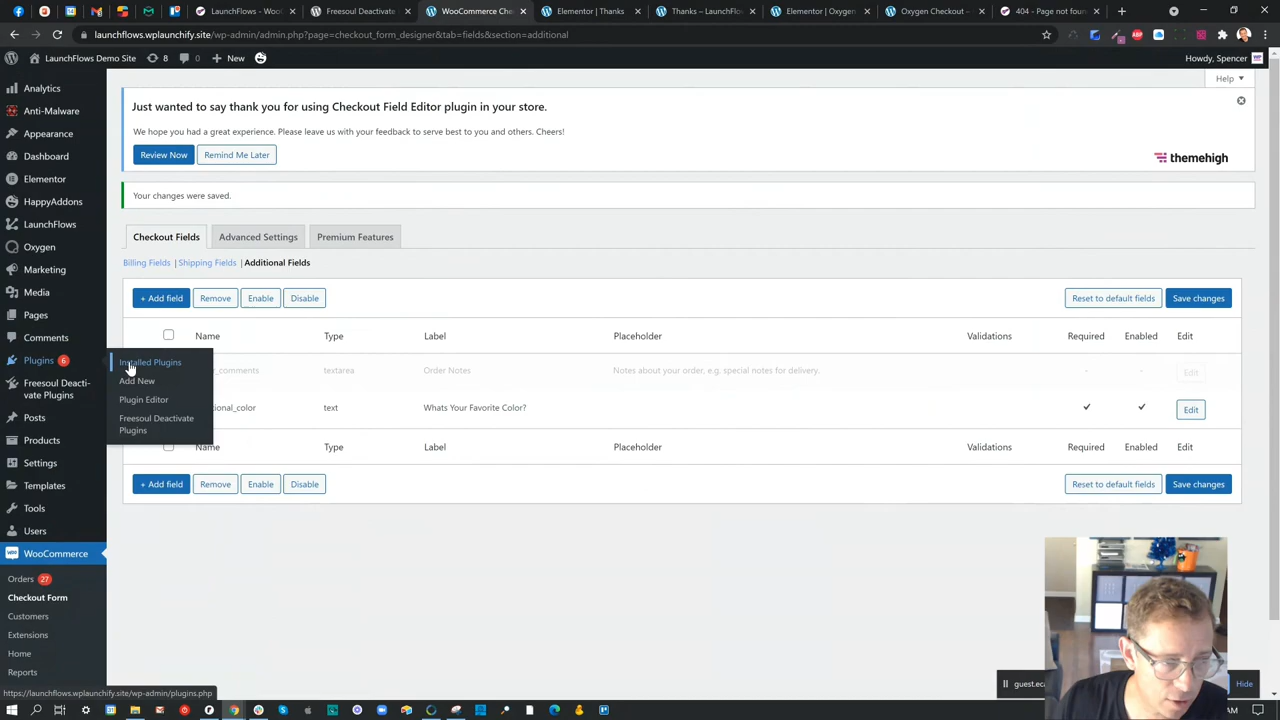 LaunchFlows - W
Freesoul Deactivate
WooCommerce Che
Elementor | Thanks
Thanks – LaunchFlo
Elementor | Oxygen
Oxygen Checkout –
404 - Page not foun
launchflows.wplaunchify.site/wp-admin/admin.php?page=checkout_form_designer&tab=fields&section=additional
LaunchFlows Demo Site
8
0
New
Howdy, Spencer
Help
Analytics
Anti-Malware
Appearance
Dashboard
Elementor
HappyAddons
LaunchFlows
Oxygen
Marketing
Media
Pages
Comments
Plugins 6
Freesoul Deacti-
vate Plugins
Posts
Products
Settings
Templates
Tools
Users
WooCommerce
Orders 27
Checkout Form
Customers
Extensions
Home
Reports
Installed Plugins
Add New
Plugin Editor
Freesoul Deactivate
Plugins
Just wanted to say thank you for using Checkout Field Editor plugin in your store.
We hope you had a great experience. Please leave us with your feedback to serve best to you and others. Cheers!
Review Now
Remind Me Later
themehigh
Your changes were saved.
Checkout Fields
Advanced Settings
Premium Features
Billing Fields | Shipping Fields | Additional Fields
+ Add field
Remove
Enable
Disable
Reset to default fields
Save changes
Name
Type
Label
Placeholder
Validations
Required
Enabled
Edit
_comments
textarea
Order Notes
Notes about your order, e.g. special notes for delivery.
-
-
Edit
tional_color
text
Whats Your Favorite Color?
Edit
Name
Type
Label
Placeholder
Validations
Required
Enabled
Edit
+ Add field
Remove
Enable
Disable
Reset to default fields
Save changes
guest.eca
Hide
https://launchflows.wplaunchify.site/wp-admin/plugins.php
AM